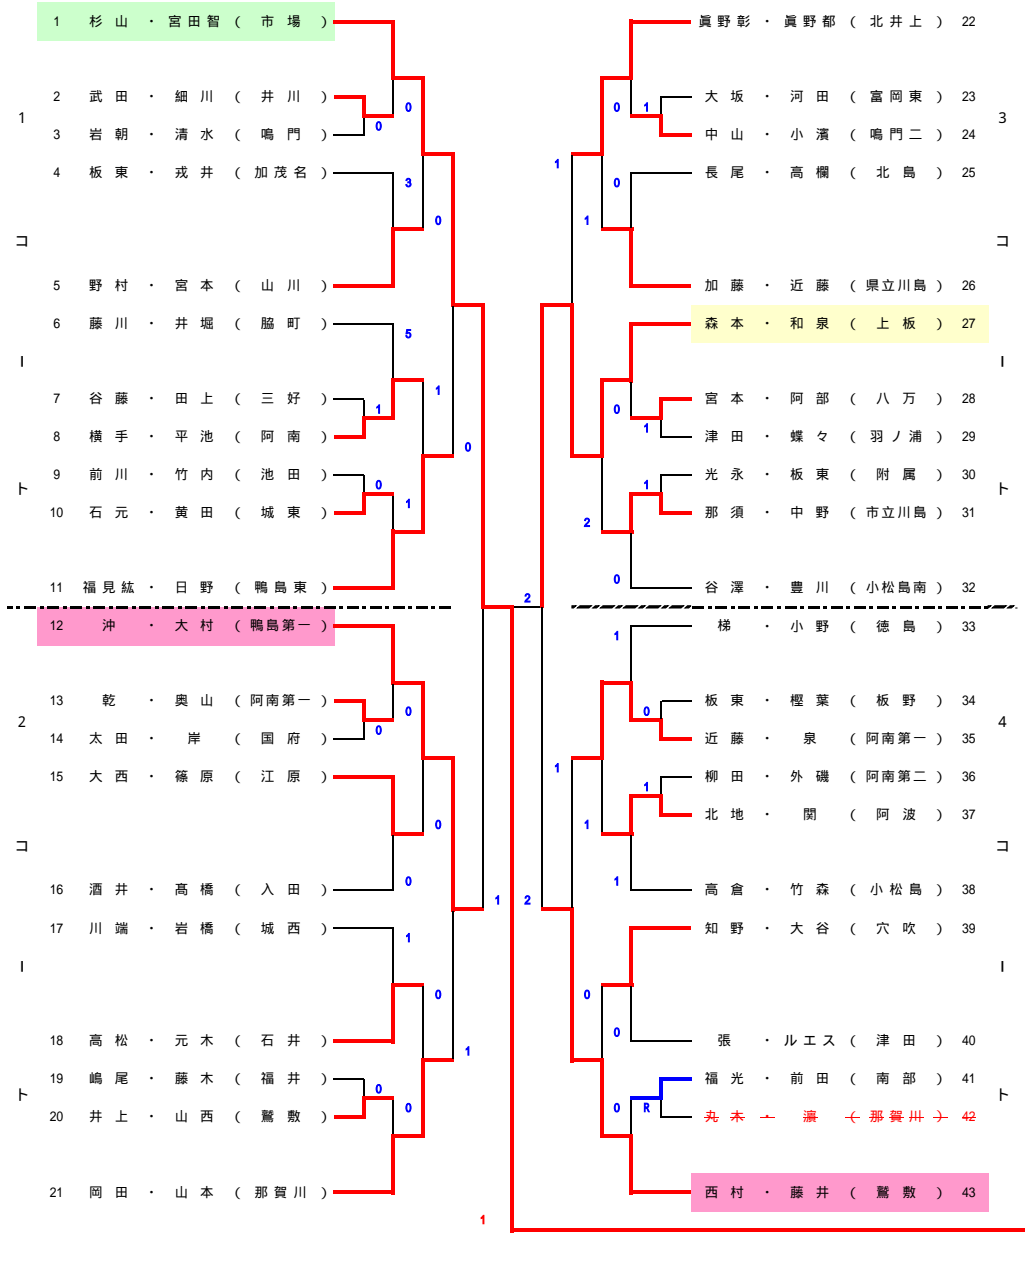 1 杉山・宮田智(市場)
2 武田・細川(井川)
3 岩朝・清水(鳴門)
4 板東・戎井(加茂名)
5 野村・宮本(山川)
6 藤川・井堀(脇町)
7 谷藤・田上(三好)
8 横手・平池(阿南)
9 前川・竹内(池田)
10 石元・黄田(城東)
11 福見紘・日野(鴨島東)
12 沖・大村(鴨島第一)
13 乾・奥山(阿南第一)
14 太田・岸(国府)
15 大西・篠原(江原)
16 酒井・髙橋(入田)
17 川端・岩橋(城西)
18 高松・元木(石井)
19 嶋尾・藤木(福井)
20 井上・山西(鷲敷)
21 岡田・山本(那賀川)
1コート
2コート
0
0
3
0
5
1
1
0
0
1
0
0
0
0
1
0
1
0
0
1
2
2
1
眞野彰・眞野都(北井上) 22
大坂・河田(富岡東) 23
中山・小濱(鳴門二) 24
長尾・高欄(北島) 25
加藤・近藤(県立川島) 26
森本・和泉(上板) 27
宮本・阿部(八万) 28
津田・蝶々(羽ノ浦) 29
光永・板東(附属) 30
那須・中野(市立川島) 31
谷澤・豊川(小松島南) 32
梯・小野(徳島) 33
板東・樫葉(板野) 34
近藤・泉(阿南第一) 35
柳田・外磯(阿南第二) 36
北地・関(阿波) 37
高倉・竹森(小松島) 38
知野・大谷(穴吹) 39
張・ルエス(津田) 40
福光・前田(南部) 41
丸木・濵(那賀川) 42
西村・藤井(鷲敷) 43
3コート
4コート
0
1
1
0
1
0
1
1
2
0
1
0
1
1
1
1
0
0
0
R